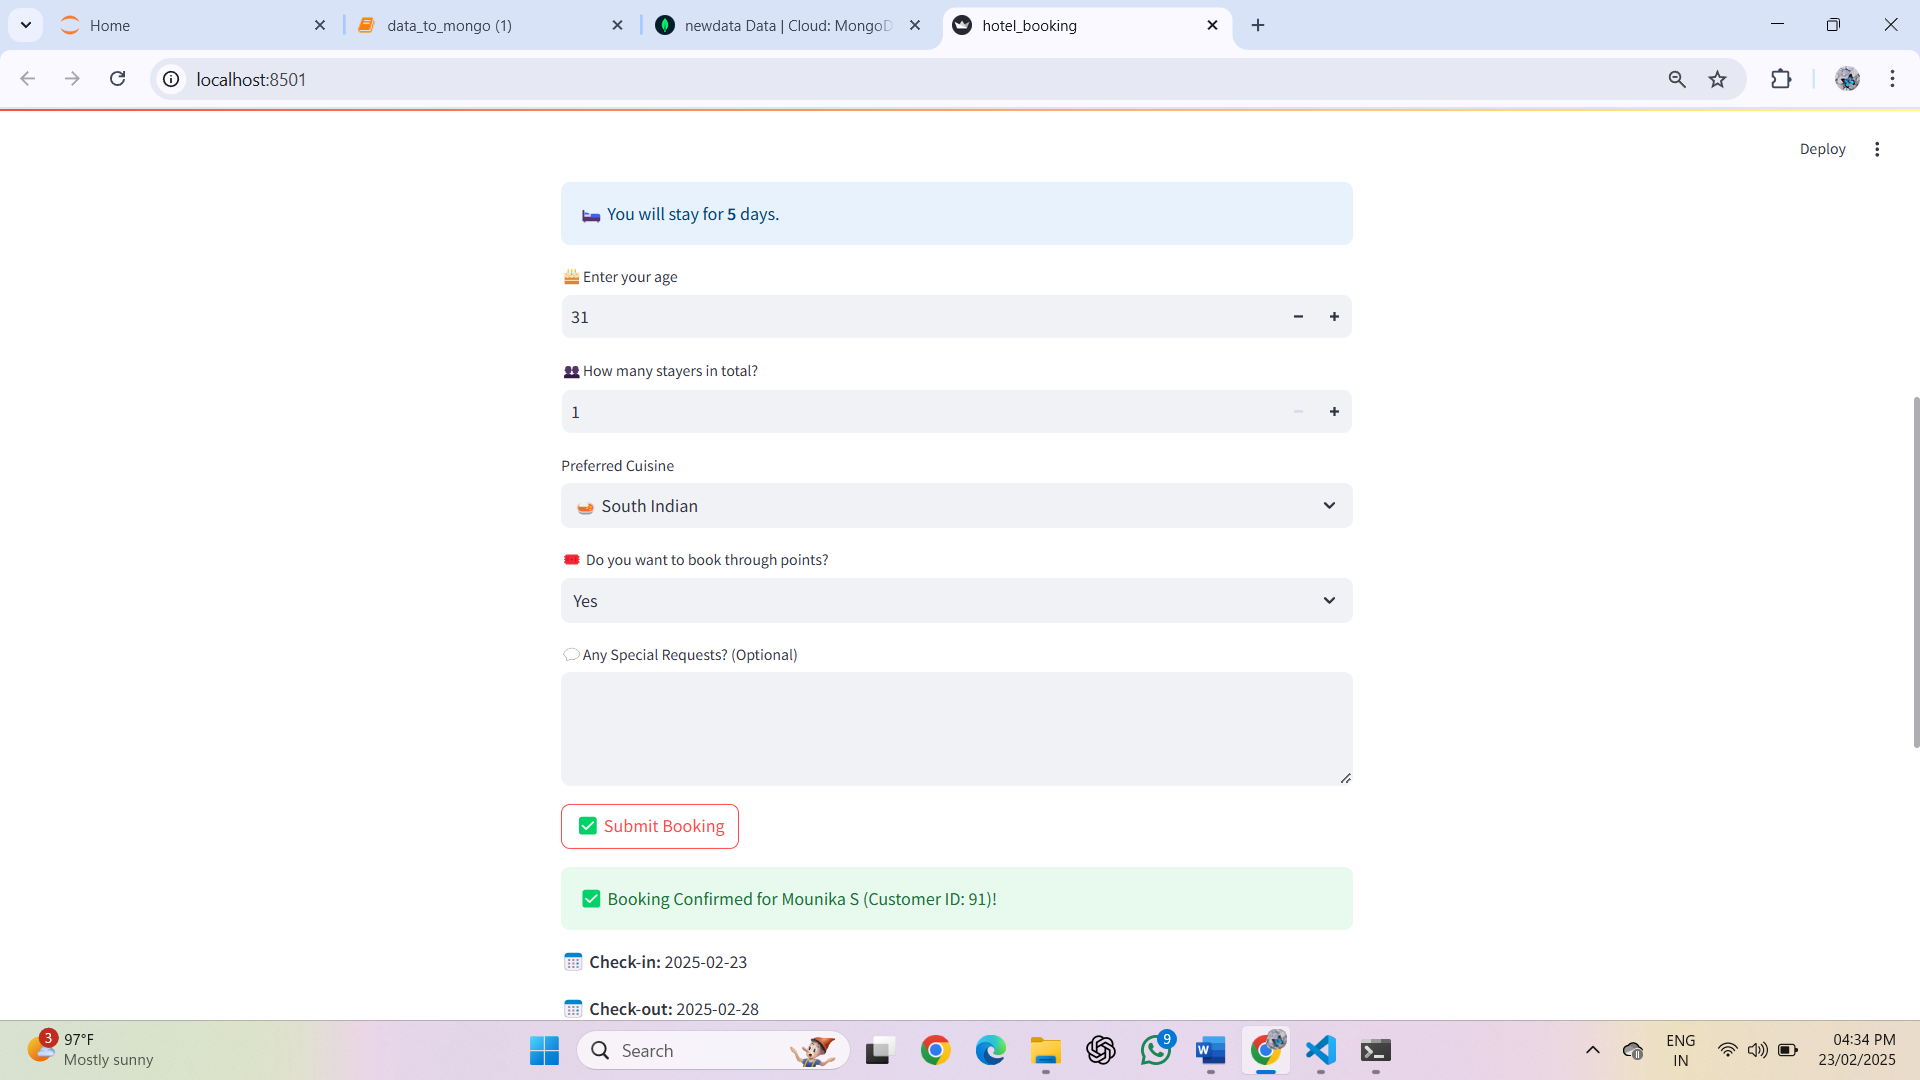 Home
data_to_mongo (1)
newdata Data | Cloud: MongoD
hotel_booking
localhost:8501
Deploy
You will stay for 5 days.
Enter your age
31
How many stayers in total?
1
Preferred Cuisine
South Indian
Do you want to book through points?
Yes
Any Special Requests? (Optional)
Submit Booking
Booking Confirmed for Mounika S (Customer ID: 91)!
Check-in: 2025-02-23
Check-out: 2025-02-28
3
97°F
Mostly sunny
Search
9
ENG
IN
04:34 PM
23/02/2025